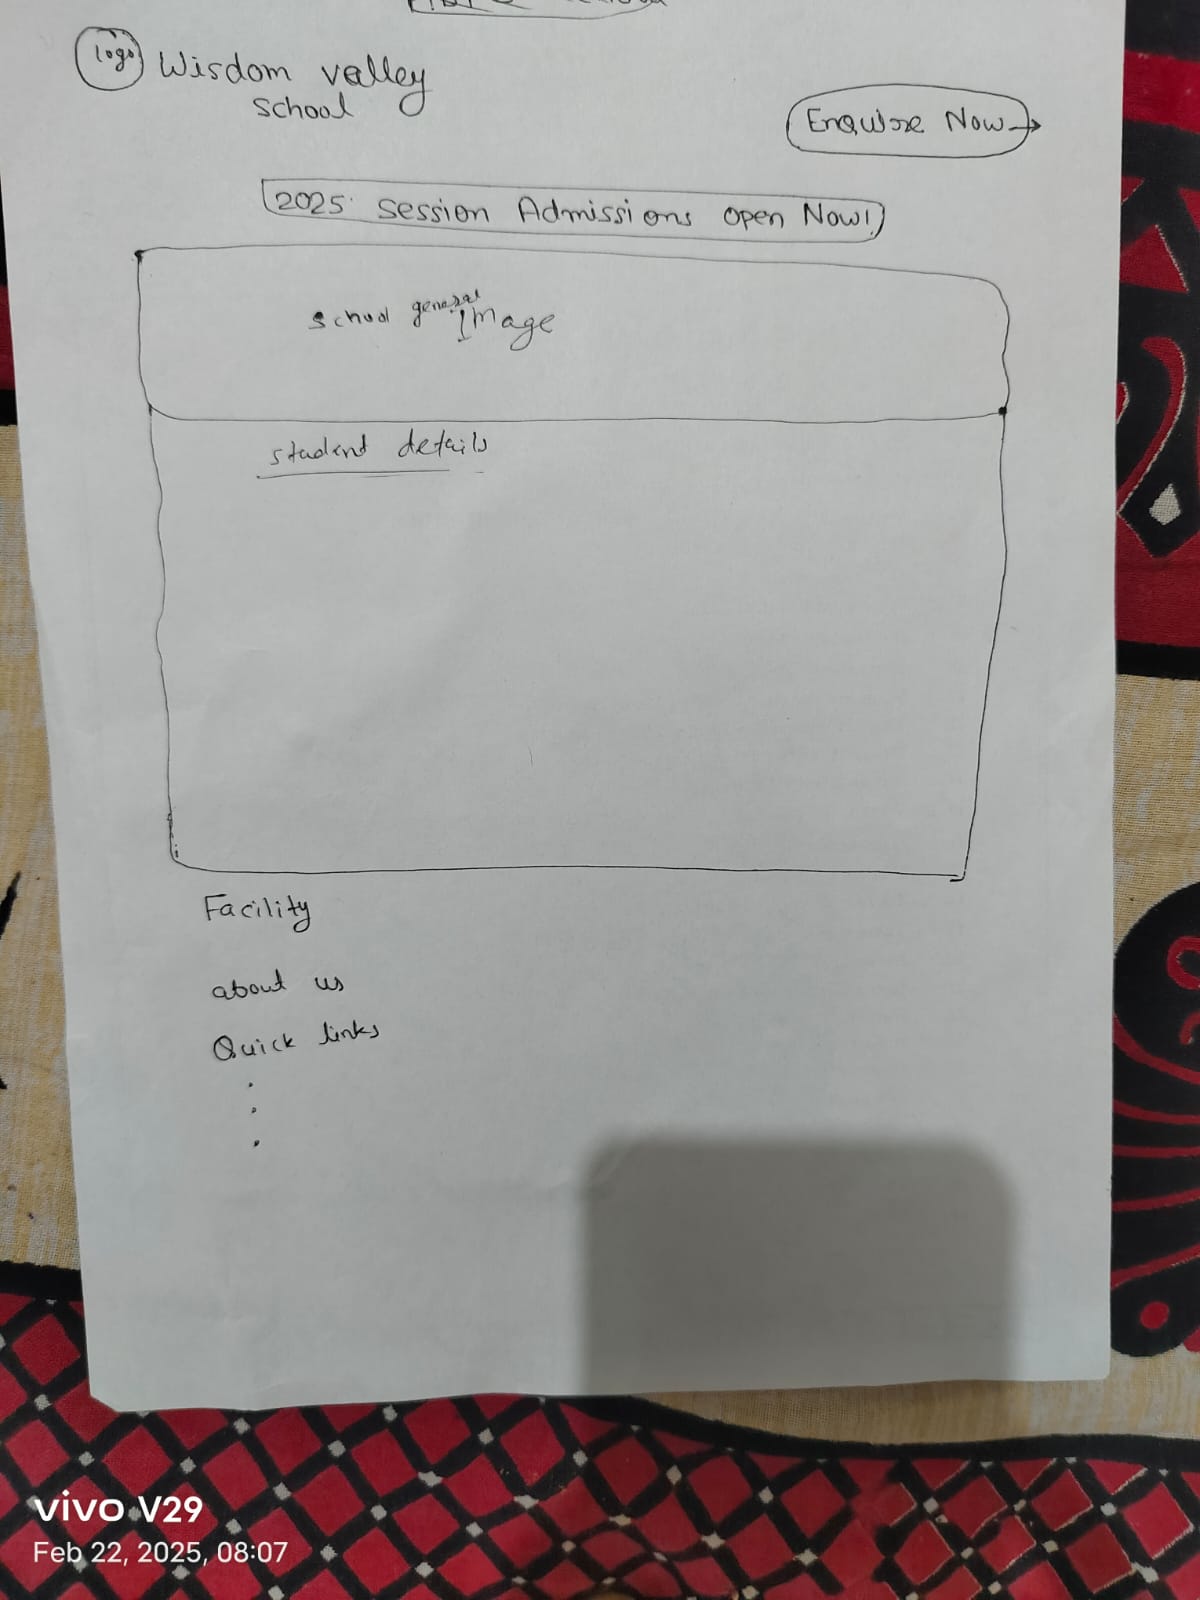 logo
Wisdom valley
School
Enquire Now
2025 Session Admissions open Now!
School general Image
student details
Facility
about us
Quick links
vivo V29
Feb 22, 2025, 08:07